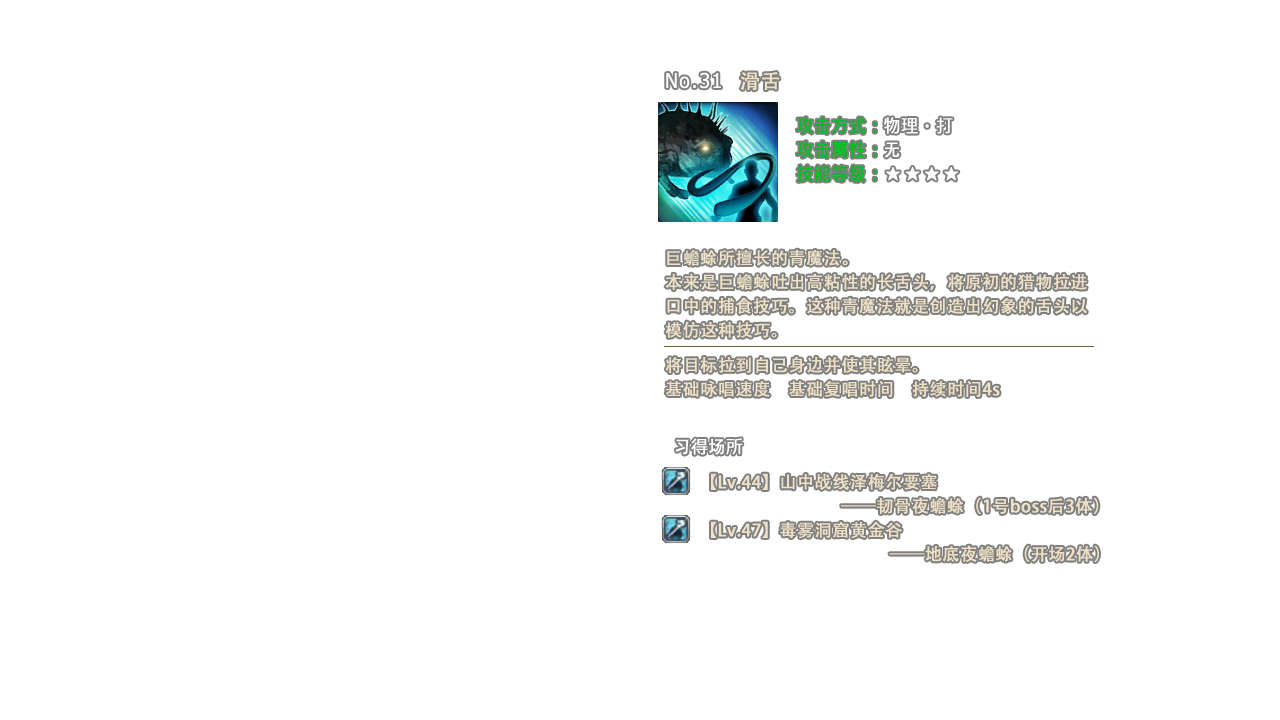 No.31 滑舌
攻击方式：物理·打
攻击属性：无
技能等级：☆☆☆☆
巨蟾蜍所擅长的青魔法。
本来是巨蟾蜍吐出高粘性的长舌头，将原初的猎物拉进
口中的捕食技巧。这种青魔法就是创造出幻象的舌头以
模仿这种技巧。
将目标拉到自己身边并使其眩晕。
基础咏唱速度 基础复唱时间 持续时间4s
习得场所
【Lv.44】山中战线泽梅尔要塞
——韧骨夜蟾蜍（1号boss后3体）
【Lv.47】毒雾洞窟黄金谷
——地底夜蟾蜍（开场2体）